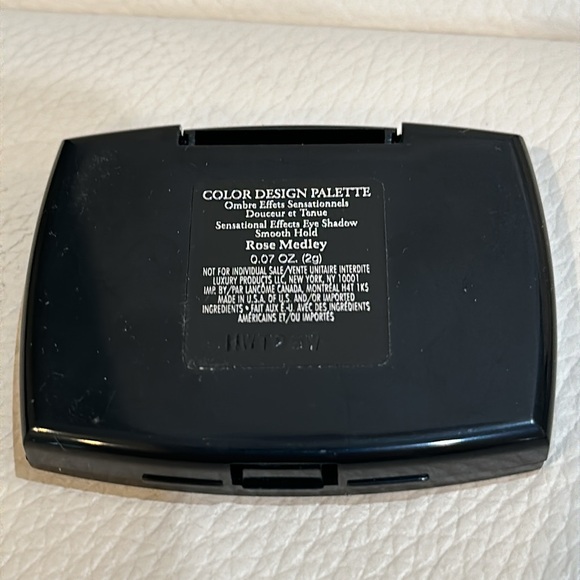 COLOR DESIGN PALETTE
Ombre Effets Sensationnels
Douceur et Tenue
Sensational Effects Eye Shadow
Smooth Hold
Rose Medley
0.07 OZ. (2g)
NOT FOR INDIVIDUAL SALE/VENTE UNITAIRE INTERDITE
LUXURY PRODUCTS LLC, NEW YORK, NY 10001
IMP. BY/PAR LANCOME CANADA, MONTRÉAL H4T 1K5
MADE IN U.S.A. OF U.S. AND/OR IMPORTED
INGREDIENTS • FAIT AUX É.-U. AVEC DES INGRÉDIENTS
AMÉRICAINS ET/OU IMPORTÉS